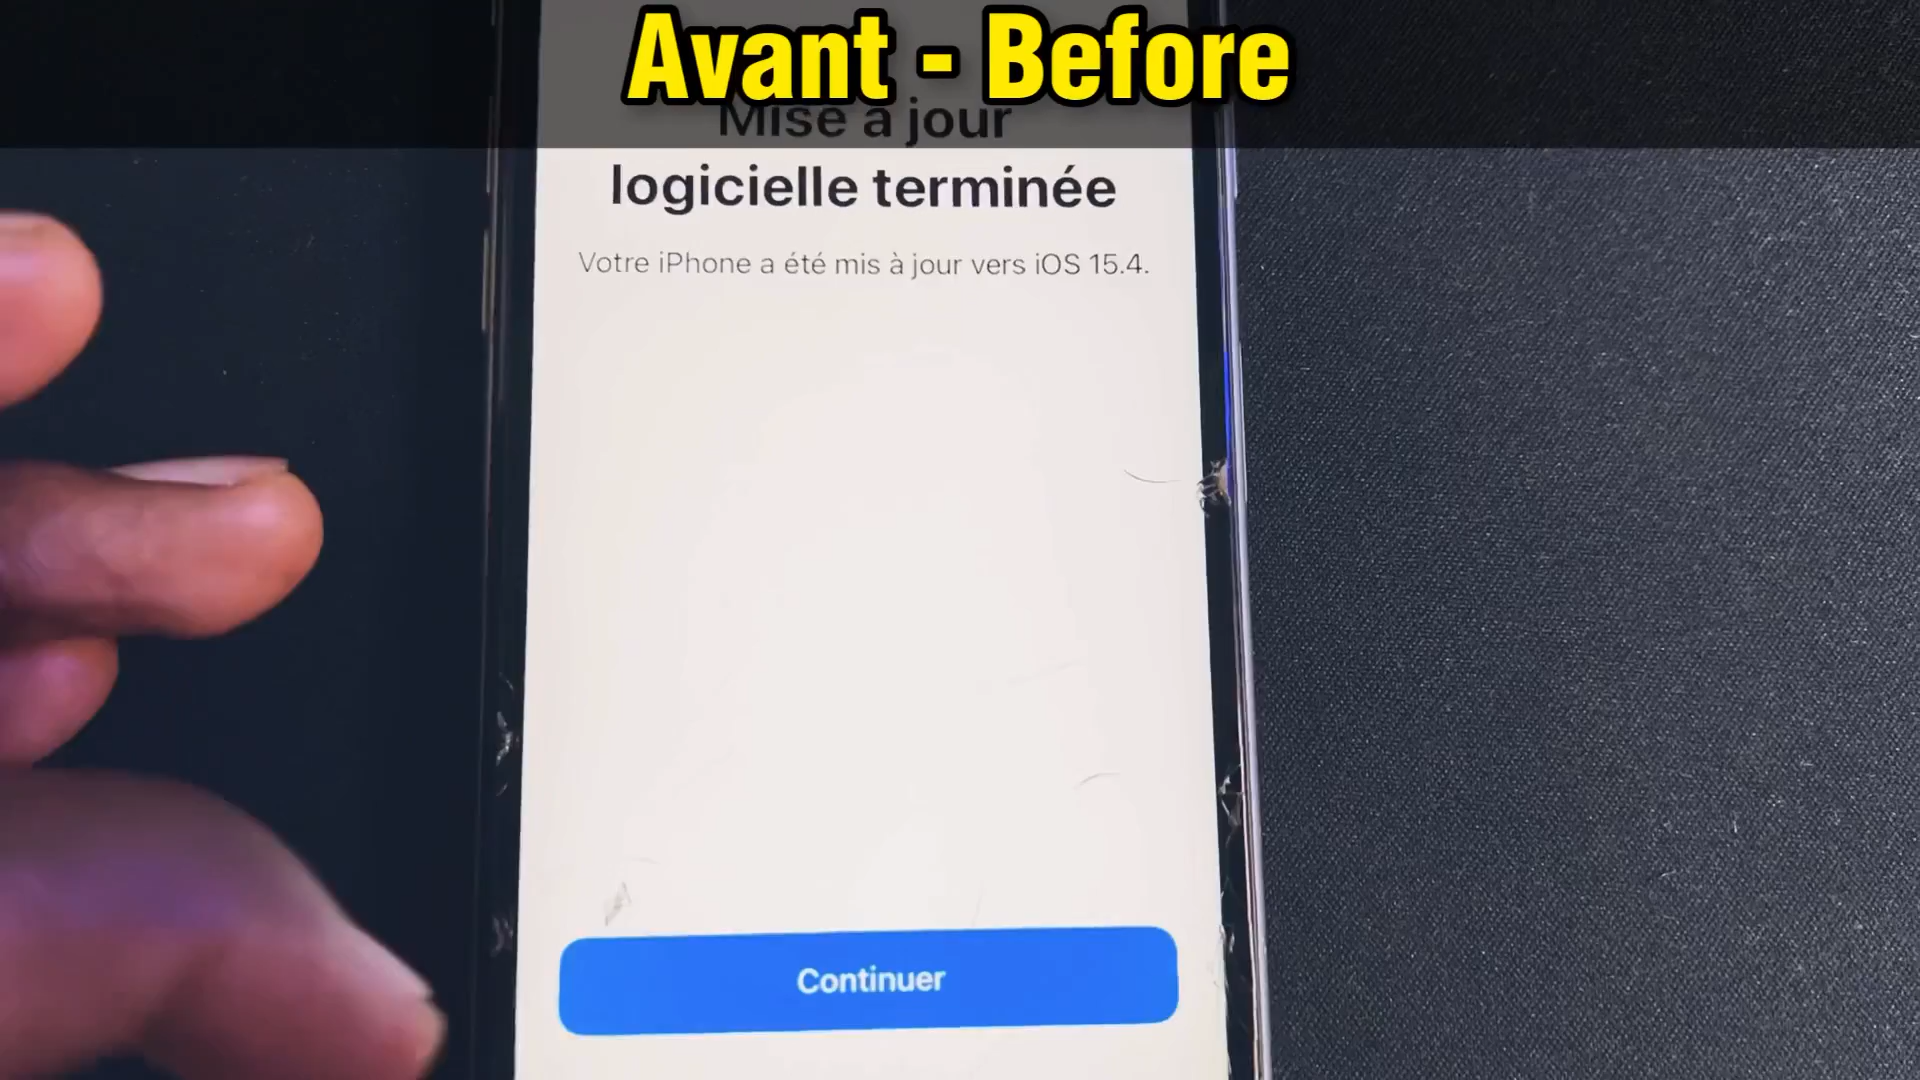 Avant - Before
Mise à jour
logicielle terminée
Votre iPhone a été mis à jour vers iOS 15.4.
Continuer